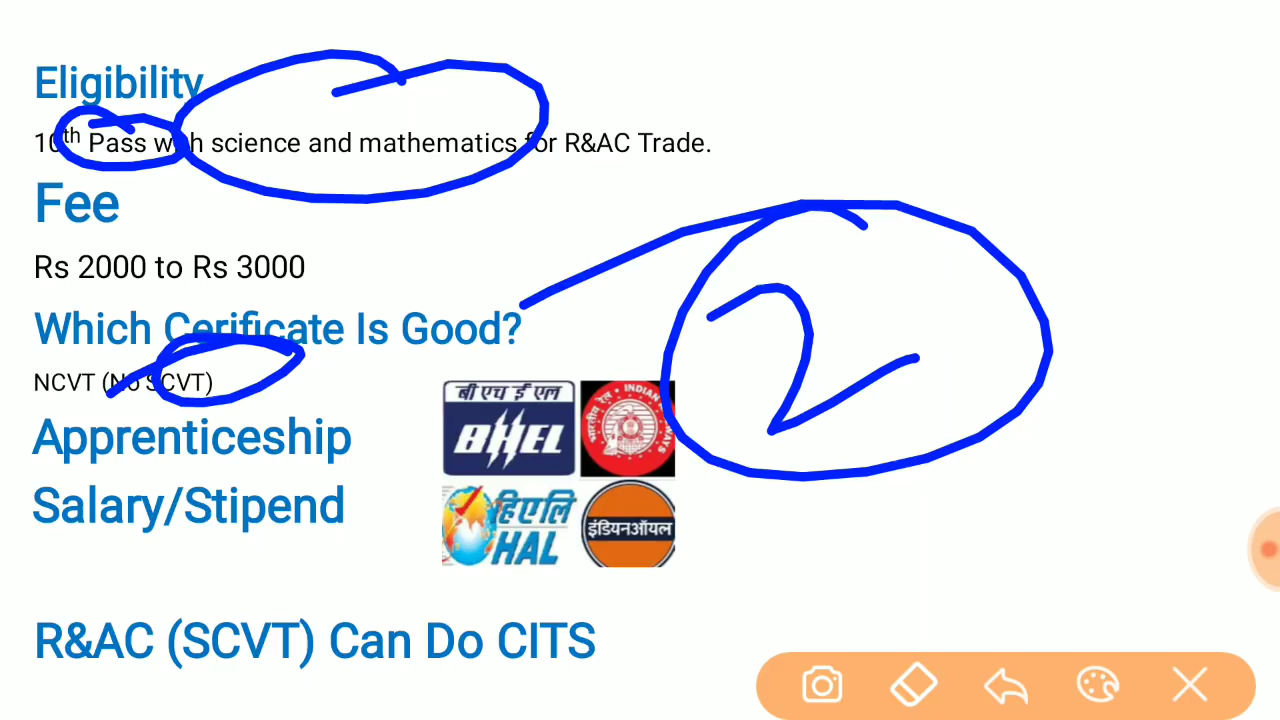 Eligibility
10th Pass with science and mathematics for R&AC Trade.
Fee
Rs 2000 to Rs 3000
Which Cerificate Is Good?
NCVT (No SCVT)
2
Apprenticeship
Salary/Stipend
बी एच ई एल
BHEL
INDIAN RAILWAYS
भारतीय रेल
हिएलि
HAL
इंडियनऑयल
R&AC (SCVT) Can Do CITS